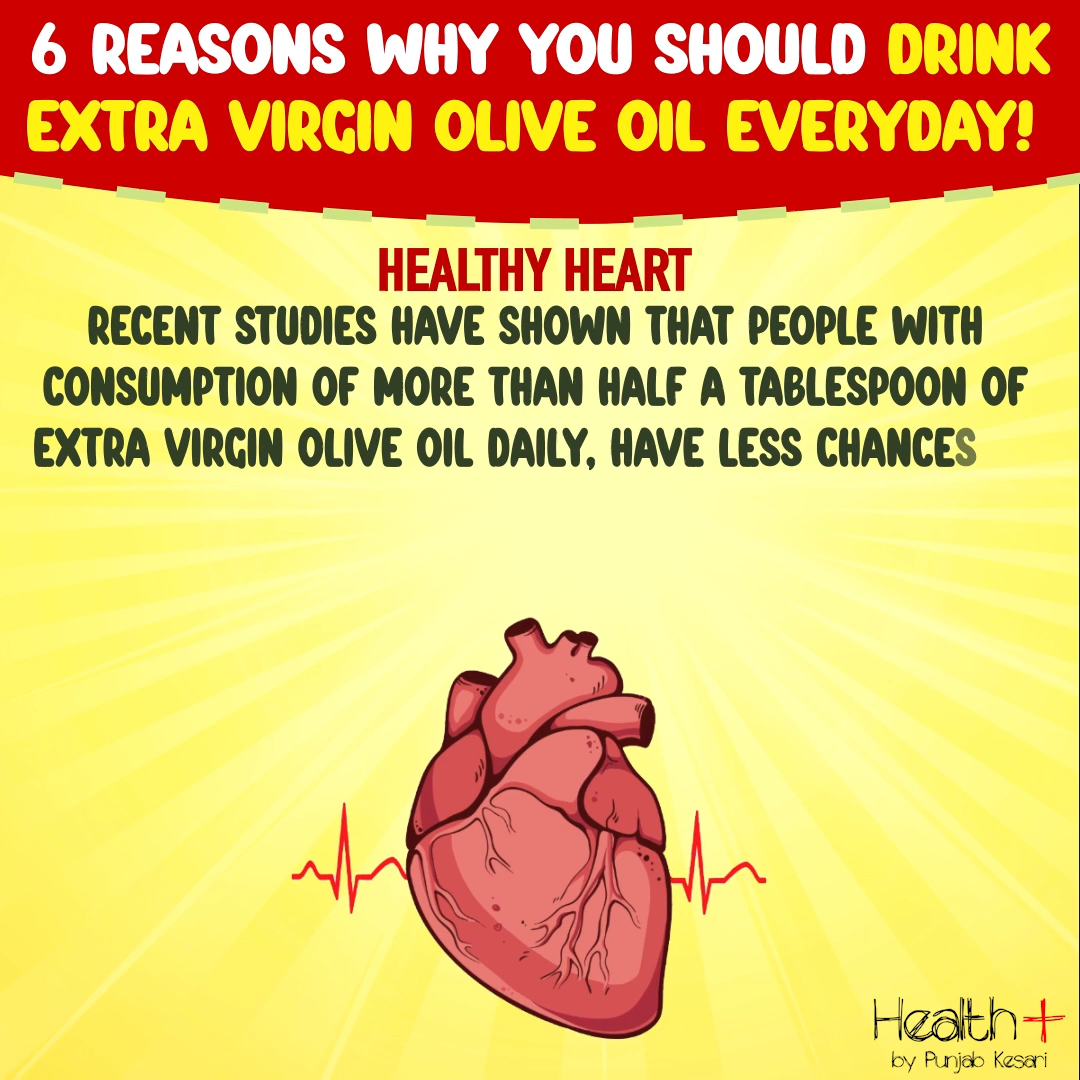 6 REASONS WHY YOU SHOULD DRINK
EXTRA VIRGIN OLIVE OIL EVERYDAY!
HEALTHY HEART
RECENT STUDIES HAVE SHOWN THAT PEOPLE WITH
CONSUMPTION OF MORE THAN HALF A TABLESPOON OF
EXTRA VIRGIN OLIVE OIL DAILY, HAVE LESS CHANCES
Health+
by Punjab Kesari